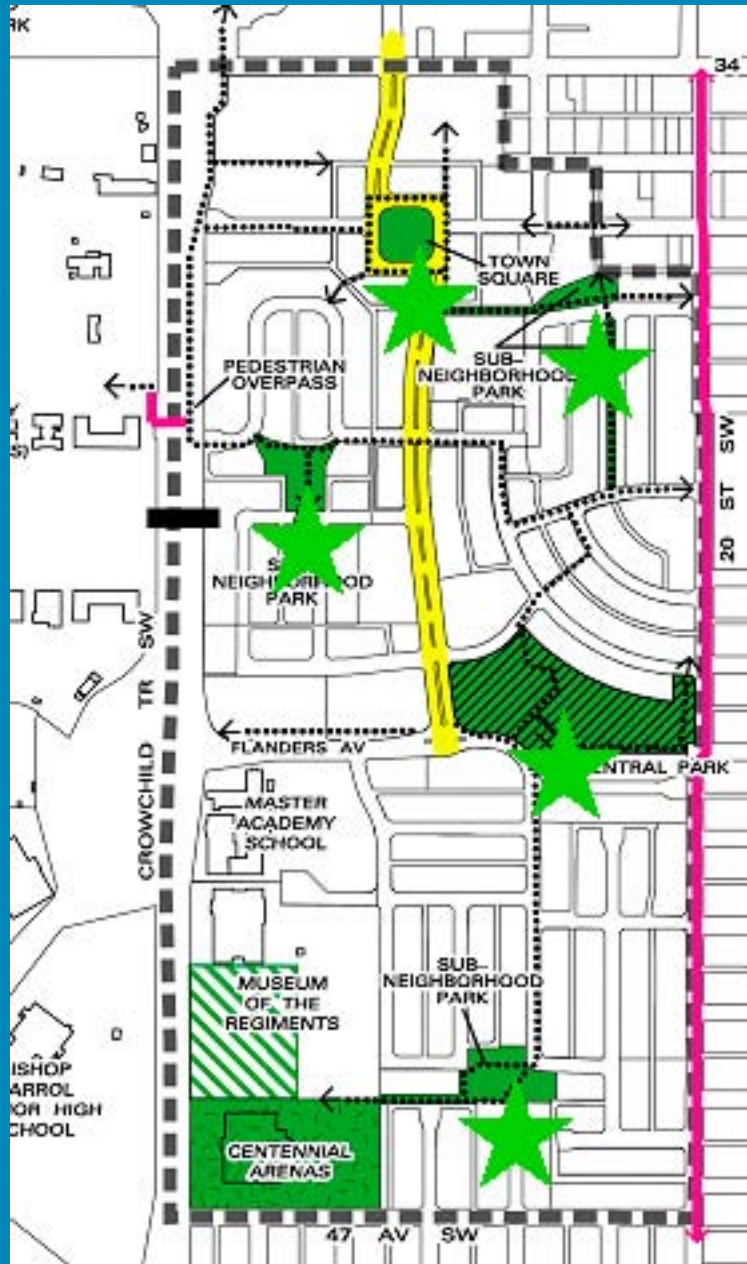 RK
34
TOWN
SQUARE
PEDESTRIAN
OVERPASS
SUB-
NEIGHBORHOOD
PARK
20 ST SW
NEIGHBORHOOD
PARK
CROWCHILD TR SW
FLANDERS AV
ENTRAL PARK
MASTER
ACADEMY
SCHOOL
SUB-
NEIGHBORHOOD
PARK
MUSEUM
OF THE
REGIMENTS
ISHOP
ARROL
IOR HIGH
CHOOL
CENTENNIAL
ARENAS
47 AV SW